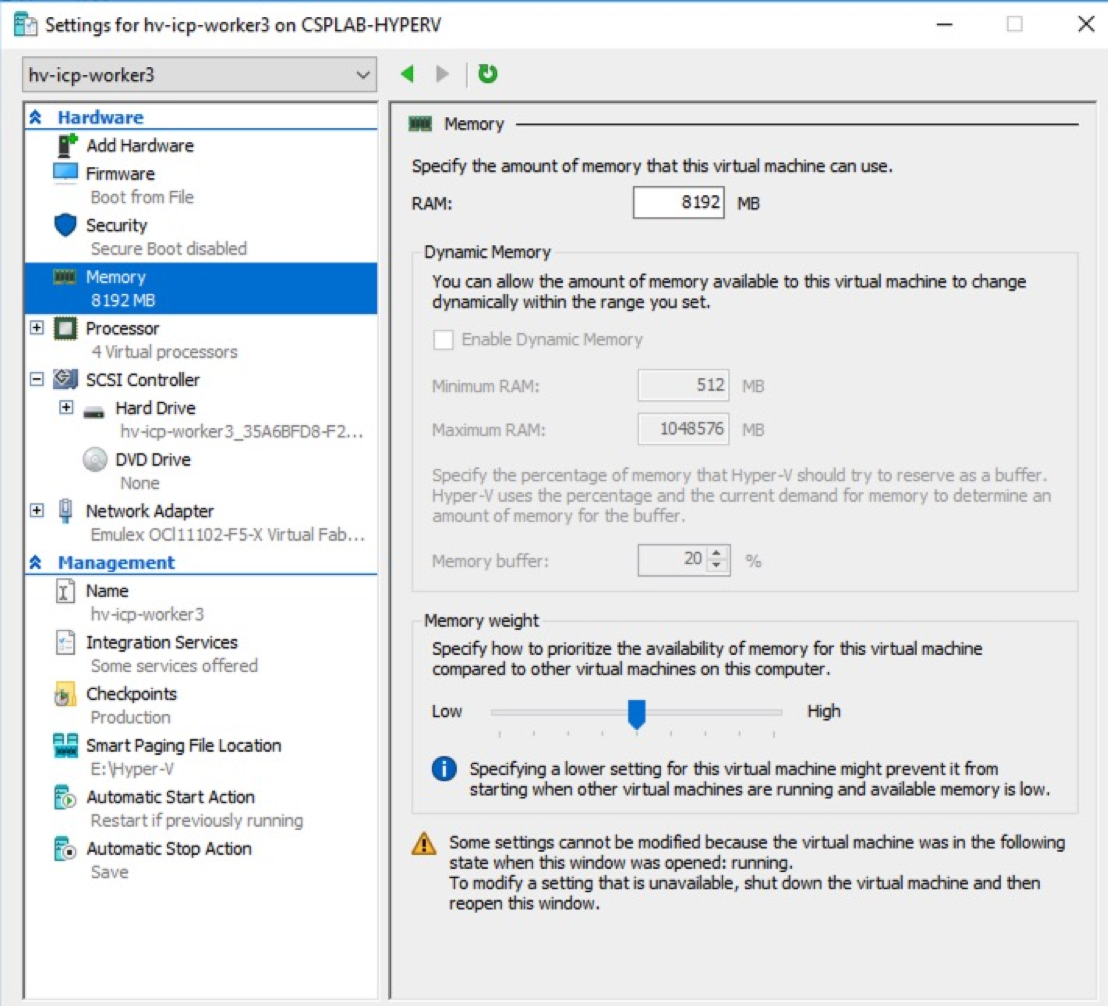 Settings for hv-icp-worker3 on CSPLAB-HYPERV
hv-icp-worker3
Hardware
Add Hardware
Firmware
Boot from File
Security
Secure Boot disabled
Memory
8192 MB
Processor
4 Virtual processors
SCSI Controller
Hard Drive
hv-icp-worker3_35A6BFD8-F2...
DVD Drive
None
Network Adapter
Emulex OCl11102-F5-X Virtual Fab...
Management
Name
hv-icp-worker3
Integration Services
Some services offered
Checkpoints
Production
Smart Paging File Location
E:\Hyper-V
Automatic Start Action
Restart if previously running
Automatic Stop Action
Save
Memory
Specify the amount of memory that this virtual machine can use.
RAM: 8192 MB
Dynamic Memory
You can allow the amount of memory available to this virtual machine to change
dynamically within the range you set.
Enable Dynamic Memory
Minimum RAM: 512 MB
Maximum RAM: 1048576 MB
Specify the percentage of memory that Hyper-V should try to reserve as a buffer.
Hyper-V uses the percentage and the current demand for memory to determine an
amount of memory for the buffer.
Memory buffer: 20 %
Memory weight
Specify how to prioritize the availability of memory for this virtual machine
compared to other virtual machines on this computer.
Low High
Specifying a lower setting for this virtual machine might prevent it from
starting when other virtual machines are running and available memory is low.
Some settings cannot be modified because the virtual machine was in the following
state when this window was opened: running.
To modify a setting that is unavailable, shut down the virtual machine and then
reopen this window.